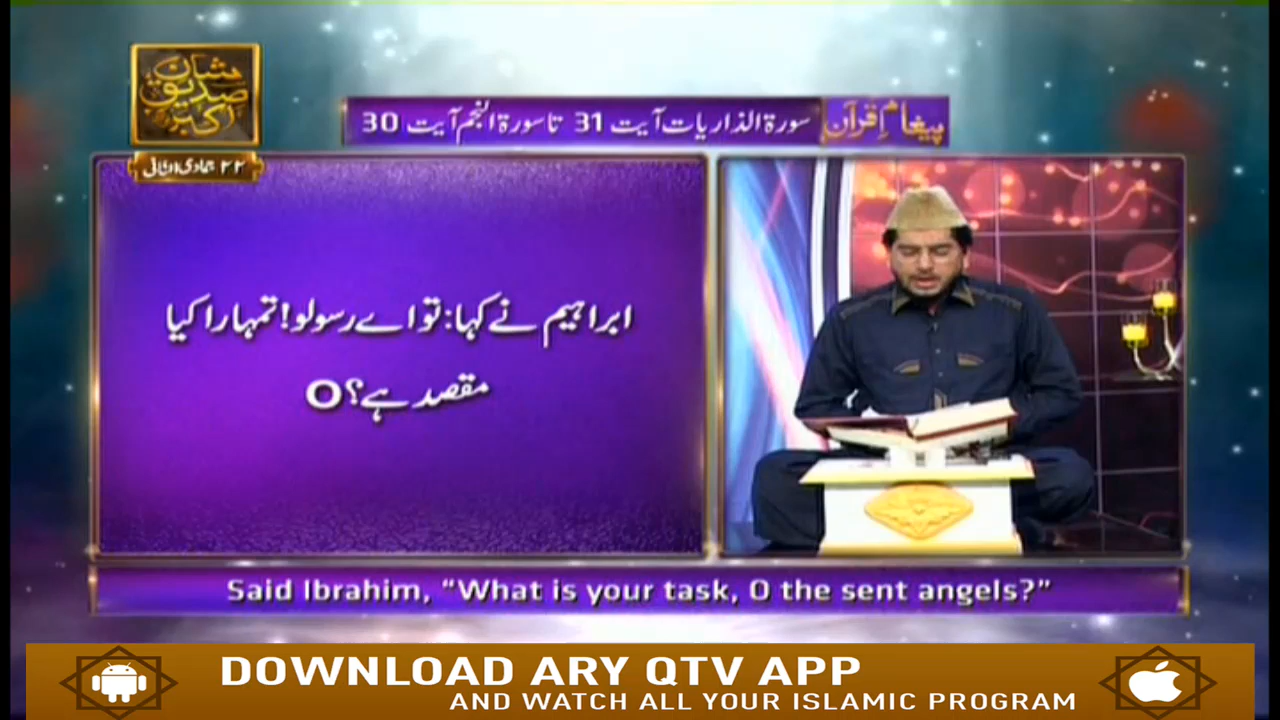 شان
صدیق
اکبر
۲۲ جمادی الثانی
پیغام قرآن
سورۃ الذاریات آیت 31 تا سورۃ النجم آیت 30
ابراہیم نے کہا: تو اے رسولو! تمہارا کیا
مقصد ہے؟ O
Said Ibrahim, “What is your task, O the sent angels?”
DOWNLOAD ARY QTV APP
AND WATCH ALL YOUR ISLAMIC PROGRAM